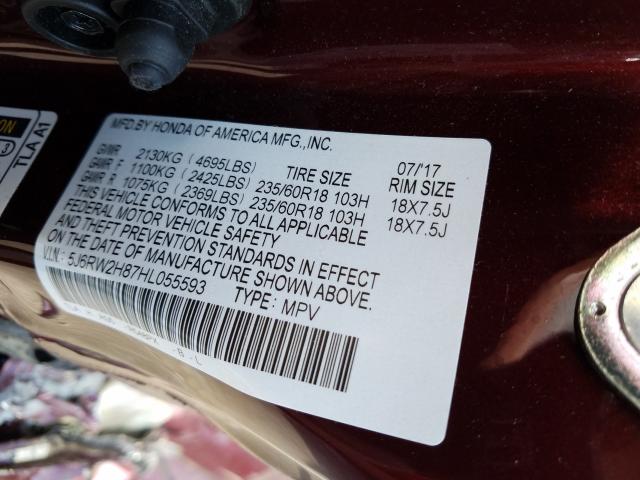 MFD.BY HONDA OF AMERICA MFG.,INC.
07/'17
GVWR 2130KG (4695LBS) TIRE SIZE RIM SIZE
GAWR F 1100KG (2425LBS) 235/60R18 103H 18X7.5J
GAWR R 1075KG (2369LBS) 235/60R18 103H 18X7.5J
THIS VEHICLE CONFORMS TO ALL APPLICABLE
FEDERAL MOTOR VEHICLE SAFETY
AND THEFT PREVENTION STANDARDS IN EFFECT
ON THE DATE OF MANUFACTURE SHOWN ABOVE.
V.I.N.: 5J6RW2H87HL055593 TYPE: MPV
-B -L
TLA A1